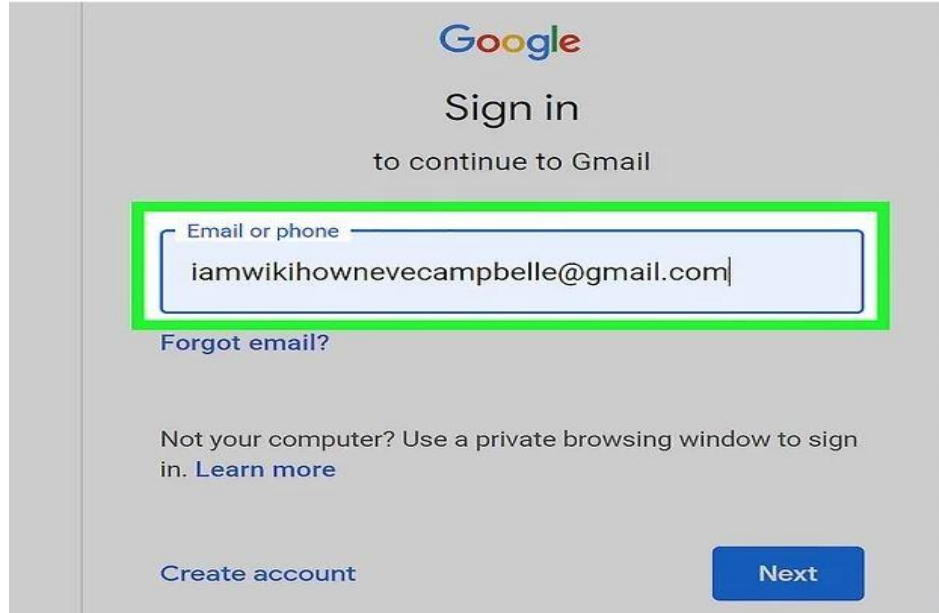 Google
Sign in
to continue to Gmail
Email or phone
iamwikihownevecampbelle@gmail.com
Forgot email?
Not your computer? Use a private browsing window to sign
in. Learn more
Create account
Next